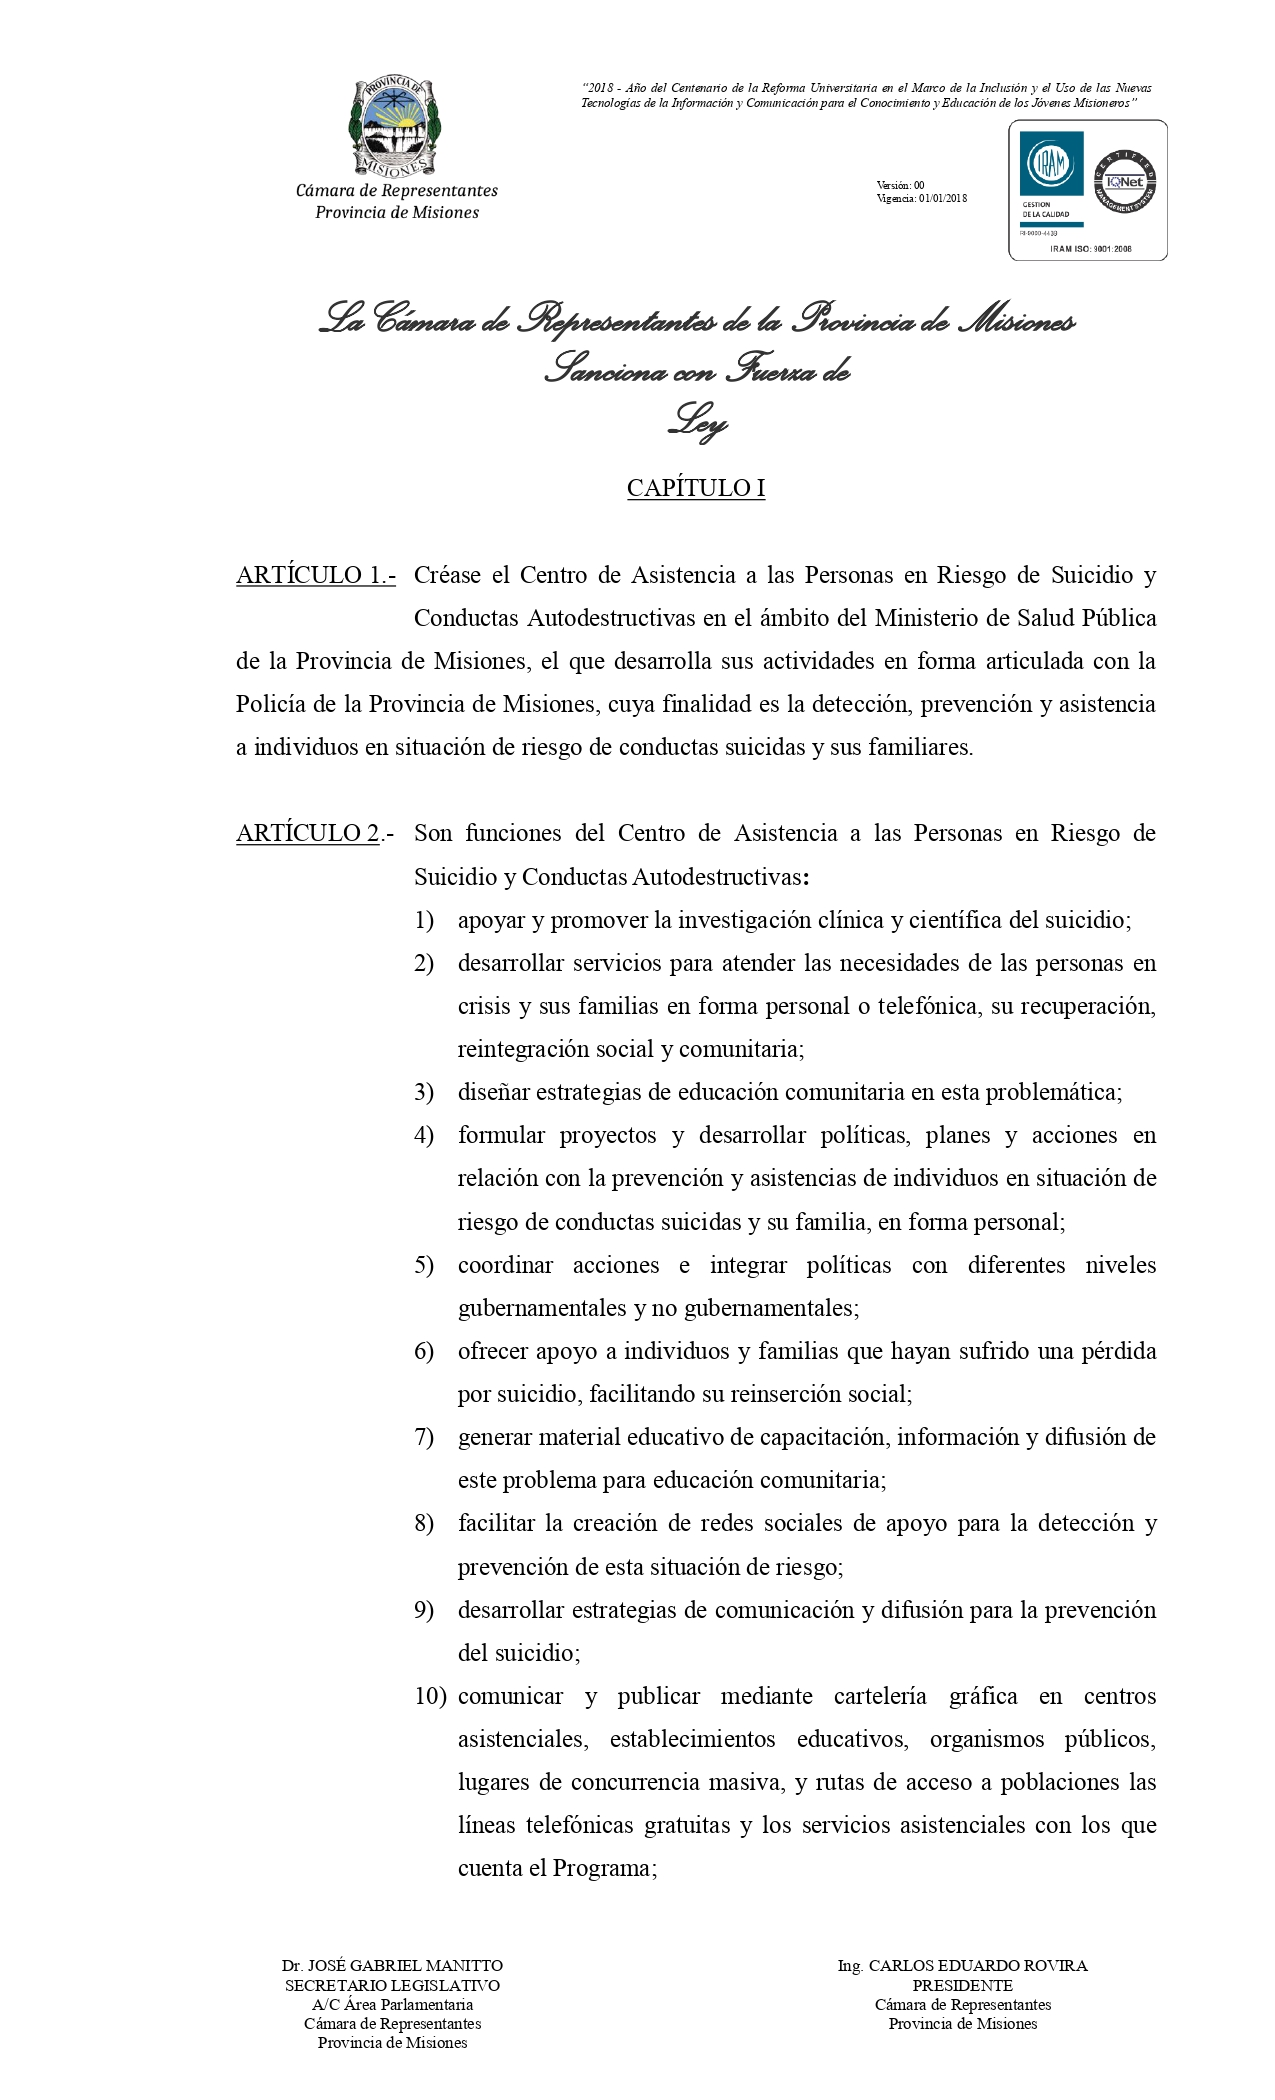 PROVINCIA DE
MISIONES
Cámara de Representantes
Provincia de Misiones
“2018 - Año del Centenario de la Reforma Universitaria en el Marco de la Inclusión y el Uso de las Nuevas
Tecnologías de la Información y Comunicación para el Conocimiento y Educación de los Jóvenes Misioneros”
Versión: 00
Vigencia: 01/01/2018
IRAM
GESTION
DE LA CALIDAD
CERTIFIED
IQNet
MANAGEMENT SYSTEM
IRAM ISO: 9001:2008
La Cámara de Representantes de la Provincia de Misiones
Sanciona con Fuerza de
Ley
CAPÍTULO I
ARTÍCULO 1.- Créase el Centro de Asistencia a las Personas en Riesgo de Suicidio y
Conductas Autodestructivas en el ámbito del Ministerio de Salud Pública
de la Provincia de Misiones, el que desarrolla sus actividades en forma articulada con la
Policía de la Provincia de Misiones, cuya finalidad es la detección, prevención y asistencia
a individuos en situación de riesgo de conductas suicidas y sus familiares.
ARTÍCULO 2.- Son funciones del Centro de Asistencia a las Personas en Riesgo de
Suicidio y Conductas Autodestructivas:
1) apoyar y promover la investigación clínica y científica del suicidio;
2) desarrollar servicios para atender las necesidades de las personas en
crisis y sus familias en forma personal o telefónica, su recuperación,
reintegración social y comunitaria;
3) diseñar estrategias de educación comunitaria en esta problemática;
4) formular proyectos y desarrollar políticas, planes y acciones en
relación con la prevención y asistencias de individuos en situación de
riesgo de conductas suicidas y su familia, en forma personal;
5) coordinar acciones e integrar políticas con diferentes niveles
gubernamentales y no gubernamentales;
6) ofrecer apoyo a individuos y familias que hayan sufrido una pérdida
por suicidio, facilitando su reinserción social;
7) generar material educativo de capacitación, información y difusión de
este problema para educación comunitaria;
8) facilitar la creación de redes sociales de apoyo para la detección y
prevención de esta situación de riesgo;
9) desarrollar estrategias de comunicación y difusión para la prevención
del suicidio;
10) comunicar y publicar mediante cartelería gráfica en centros
asistenciales, establecimientos educativos, organismos públicos,
lugares de concurrencia masiva, y rutas de acceso a poblaciones las
líneas telefónicas gratuitas y los servicios asistenciales con los que
cuenta el Programa;
Dr. JOSÉ GABRIEL MANITTO
SECRETARIO LEGISLATIVO
A/C Área Parlamentaria
Cámara de Representantes
Provincia de Misiones
Ing. CARLOS EDUARDO ROVIRA
PRESIDENTE
Cámara de Representantes
Provincia de Misiones